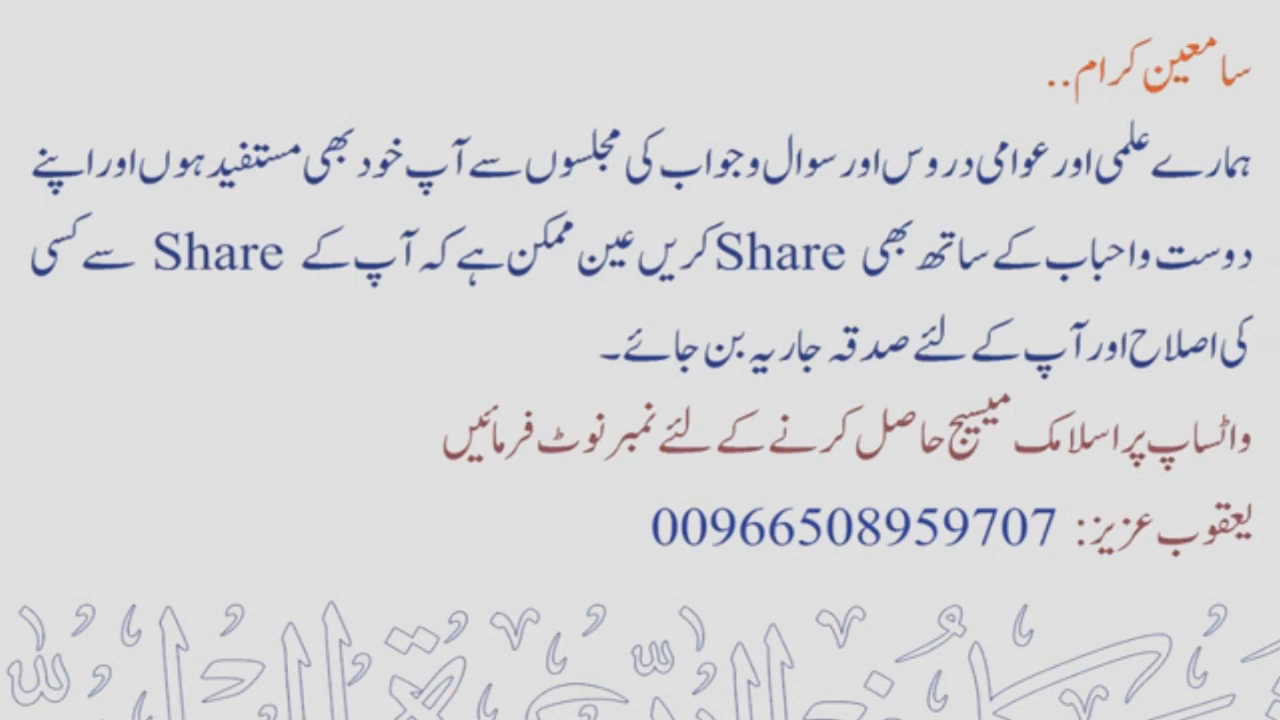 سامعین کرام..
ہمارے علمی اور عوامی دروس اور سوال وجواب کی مجلسوں سے آپ خود بھی مستفید ہوں اور اپنے
دوست واحباب کے ساتھ بھی Share کریں عین ممکن ہے کہ آپ کے Share سے کسی
کی اصلاح اور آپ کے لئے صدقہ جاریہ بن جائے۔
واٹساپ پر اسلامک میسیج حاصل کرنے کے لئے نمبر نوٹ فرمائیں
یعقوب عزیز: 00966508959707